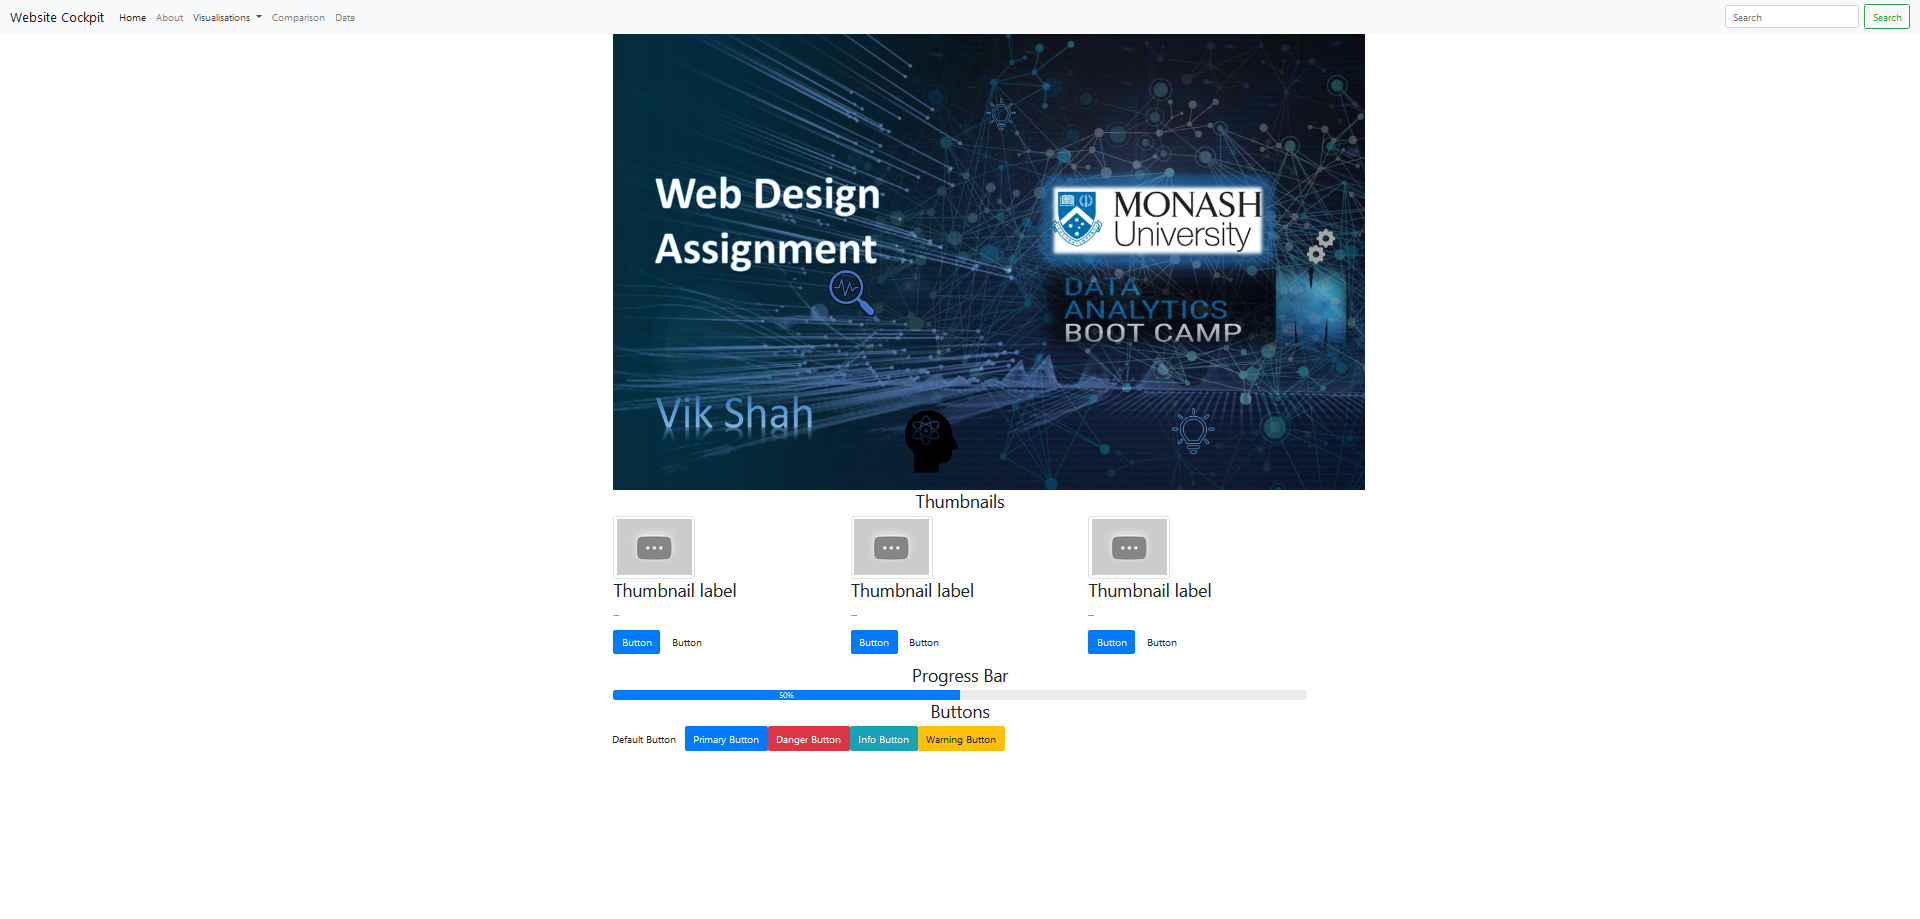 Website Cockpit Home About Visualisations Comparison Data Search Search
Web Design
Assignment
MONASH
University
DATA
ANALYTICS
BOOT CAMP
Vik Shah
Thumbnails
Thumbnail label Thumbnail label Thumbnail label
... ... ...
Button Button Button Button Button Button
Progress Bar
50%
Buttons
Default Button Primary Button Danger Button Info Button Warning Button